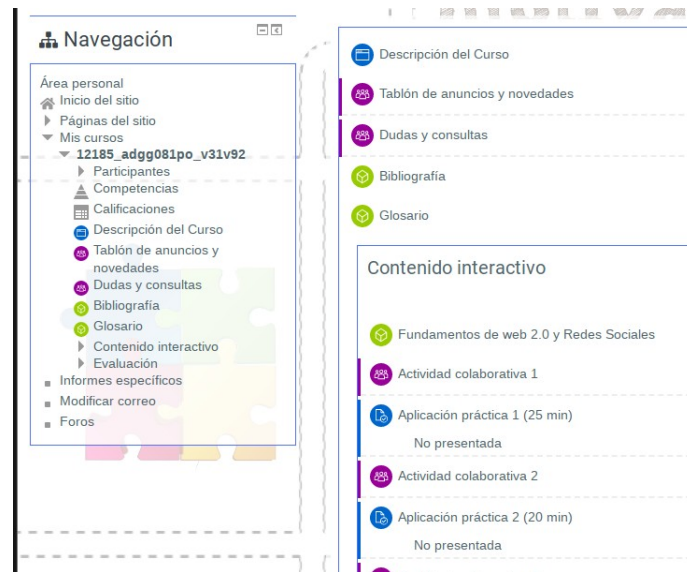 Navegación
Área personal
Inicio del sitio
Páginas del sitio
Mis cursos
12185_adgg081po_v31v92
Participantes
Competencias
Calificaciones
Descripción del Curso
Tablón de anuncios y
novedades
Dudas y consultas
Bibliografía
Glosario
Contenido interactivo
Evaluación
Informes específicos
Modificar correo
Foros
Descripción del Curso
Tablón de anuncios y novedades
Dudas y consultas
Bibliografía
Glosario
Contenido interactivo
Fundamentos de web 2.0 y Redes Sociales
Actividad colaborativa 1
Aplicación práctica 1 (25 min)
No presentada
Actividad colaborativa 2
Aplicación práctica 2 (20 min)
No presentada